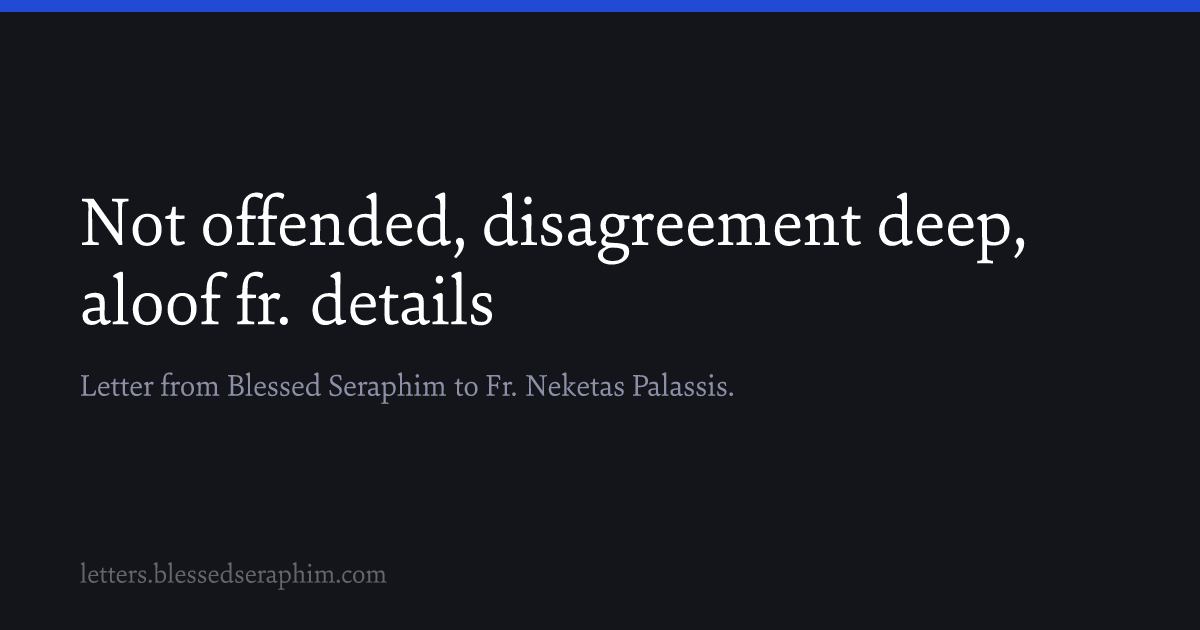 Not offended, disagreement deep,
aloof fr. details
Letter from Blessed Seraphim to Fr. Neketas Palassis.
letters.blessedseraphim.com